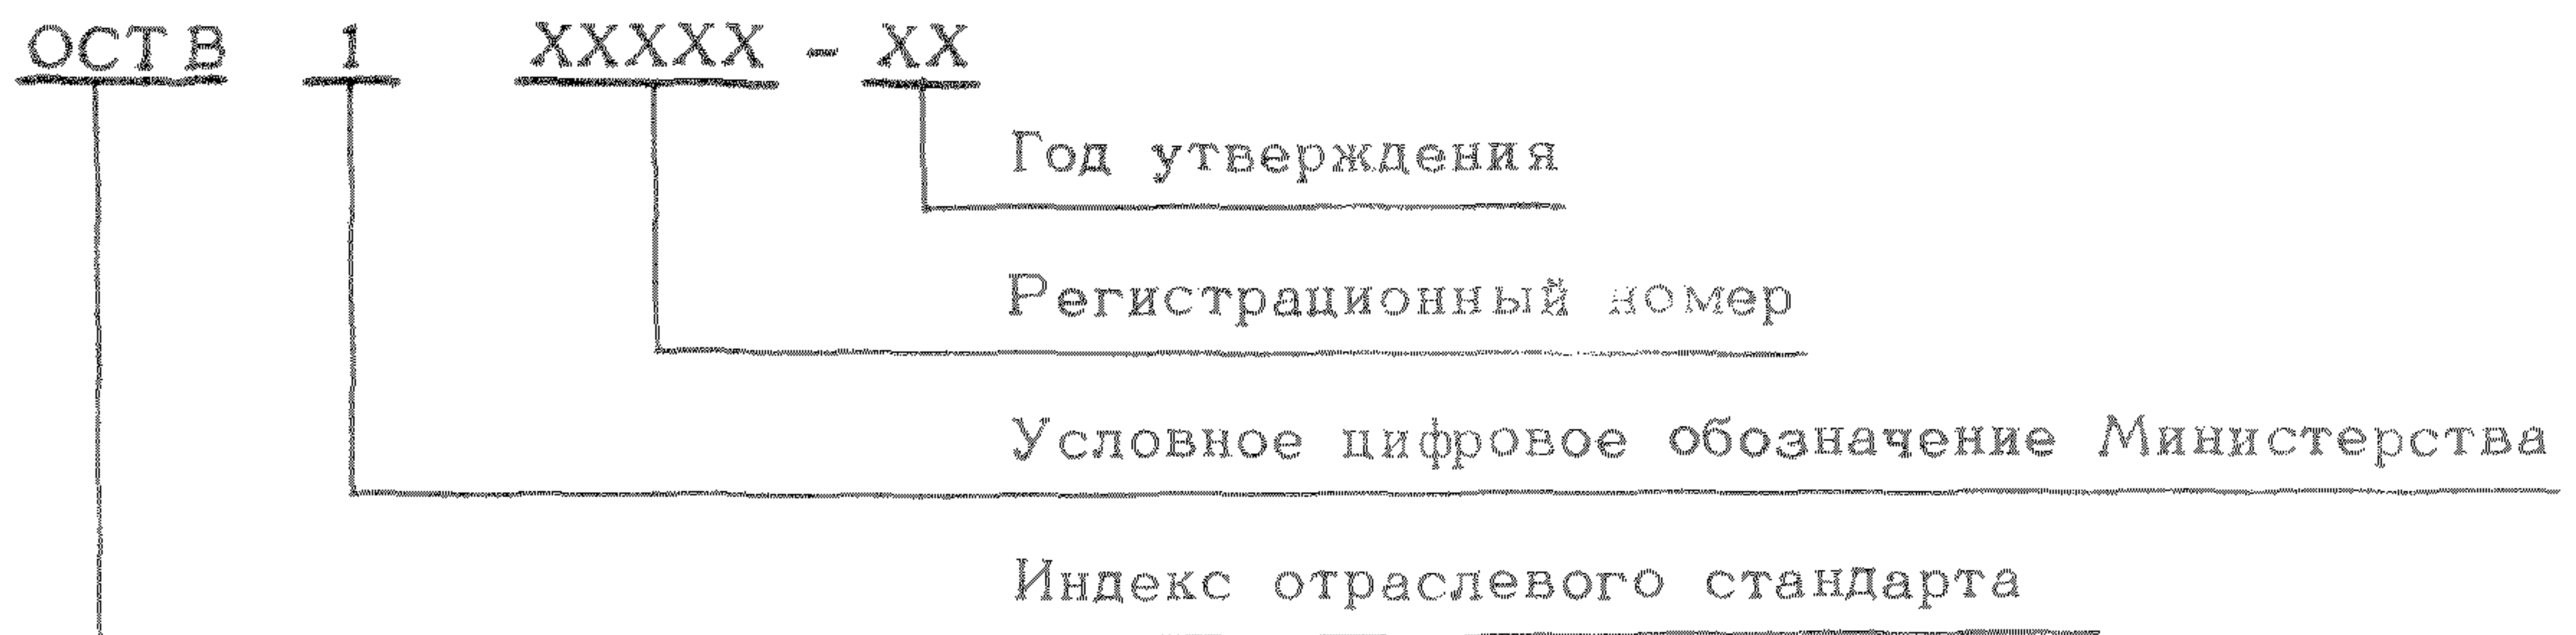 ОСТ В 1 XXXXX - XX
Год утверждения
Регистрационный номер
Условное цифровое обозначение Министерства
Индекс отраслевого стандарта